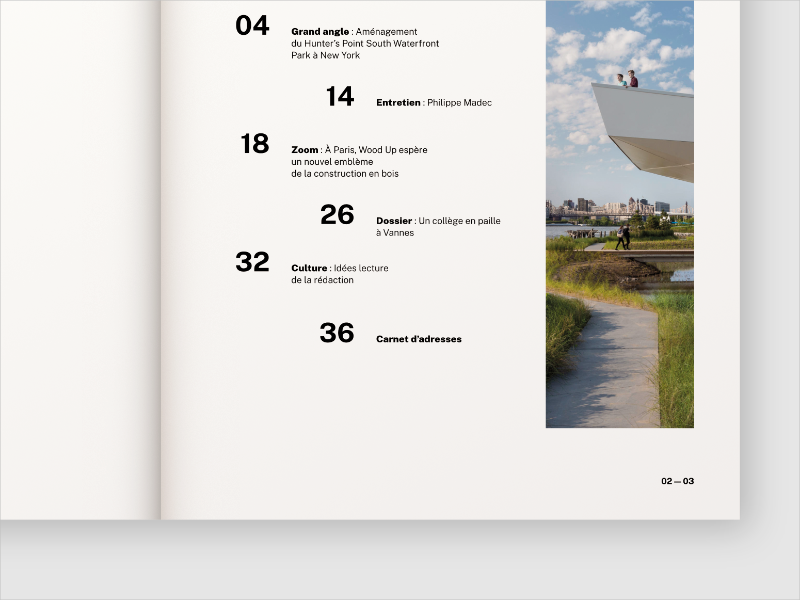 04
Grand angle : Aménagement
du Hunter's Point South Waterfront
Park à New York
14
Entretien : Philippe Madec
18
Zoom : À Paris, Wood Up espère
un nouvel emblème
de la construction en bois
26
Dossier : Un collège en paille
à Vannes
32
Culture : Idées lecture
de la rédaction
36
Carnet d'adresses
02—03